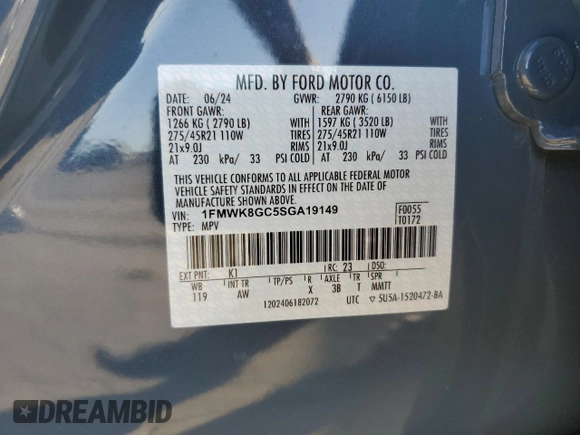 MFD. BY FORD MOTOR CO.
DATE: 06/24 GVWR: 2790 KG ( 6150 LB)
FRONT GAWR: REAR GAWR:
1266 KG ( 2790 LB) 1597 KG ( 3520 LB)
275/45R21 110W TIRES 275/45R21 110W TIRES
21x9.0J RIMS 21x9.0J RIMS
AT 230 kPa/ 33 PSI COLD AT 230 kPa/ 33 PSI COLD
THIS VEHICLE CONFORMS TO ALL APPLICABLE FEDERAL MOTOR
VEHICLE SAFETY STANDARDS IN EFFECT ON THE DATE OF
MANUFACTURE SHOWN ABOVE.
VIN: 1FMWK8GC5SGA19149 F0055
TYPE: MPV T0172
EXT PNT: K1 RC: 23 DSO:
WB INT TR TP/PS R AXLE TR SPR
119 AW X 3B T MMTT
1202406182072 UTC ▽ 5U5A-1520472-BA
DREAMBID